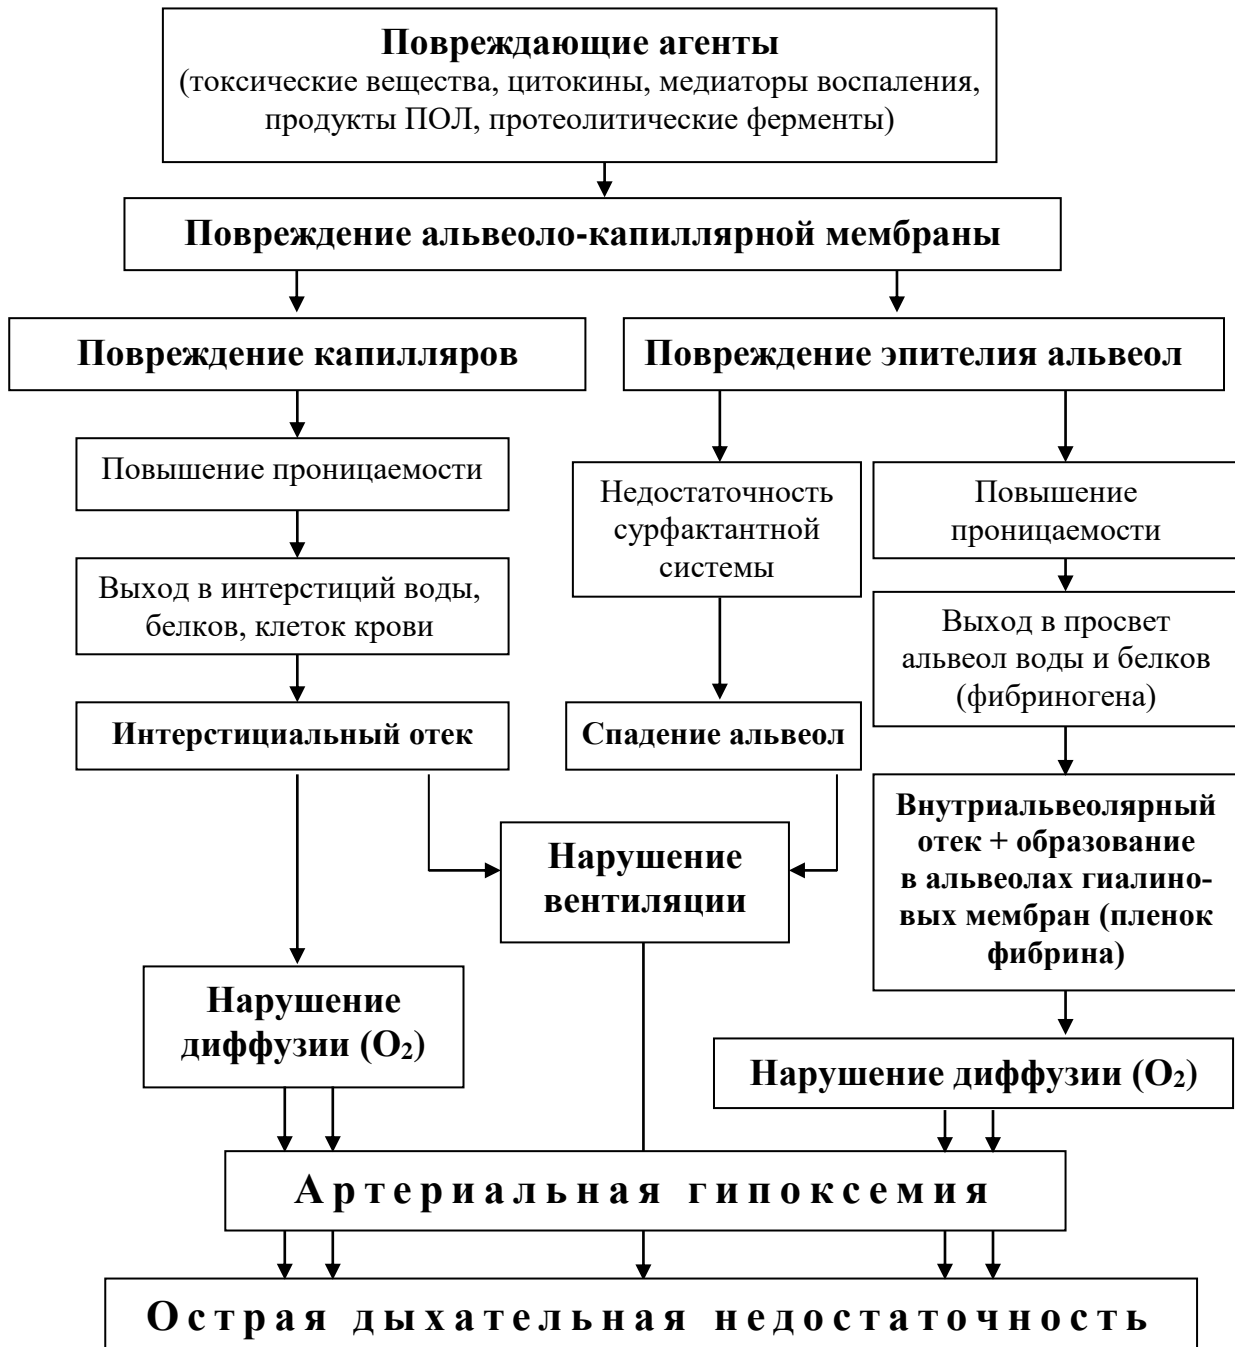 Повреждающие агенты
(токсические вещества, цитокины, медиаторы воспаления,
продукты ПОЛ, протеолитические ферменты)
Повреждение альвеоло-капиллярной мембраны
Повреждение капилляров
Повреждение эпителия альвеол
Повышение проницаемости
Недостаточность
сурфактантной
системы
Повышение
проницаемости
Выход в интерстиций воды,
белков, клеток крови
Выход в просвет
альвеол воды и белков
(фибриногена)
Интерстициальный отек
Спадение альвеол
Внутриальвеолярный
отек + образование
в альвеолах гиалино-
вых мембран (пленок
фибрина)
Нарушение
вентиляции
Нарушение
диффузии (O₂)
Нарушение диффузии (O₂)
Артериальная гипоксемия
Острая дыхательная недостаточность